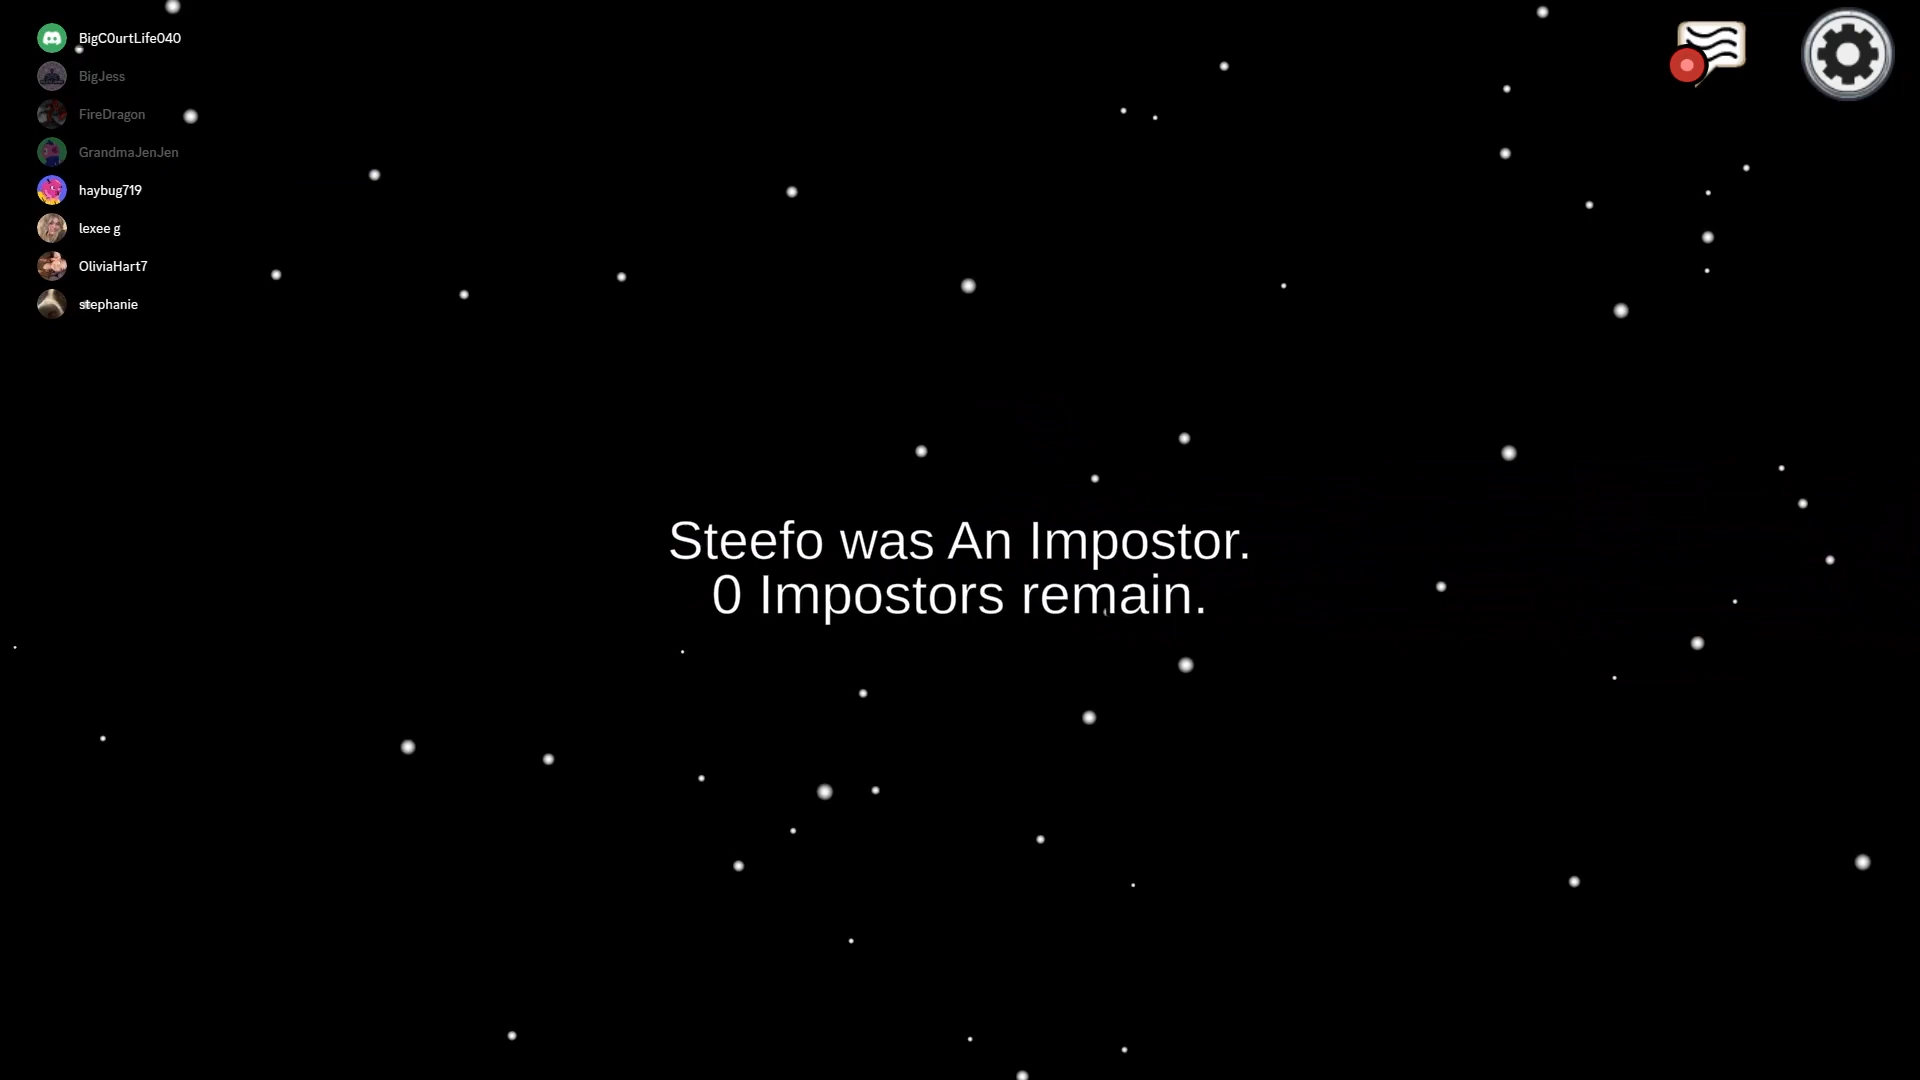 BigC0urtLife040
BigJess
FireDragon
GrandmaJenJen
haybug719
lexee g
OliviaHart7
stephanie
Steefo was An Impostor.
0 Impostors remain.